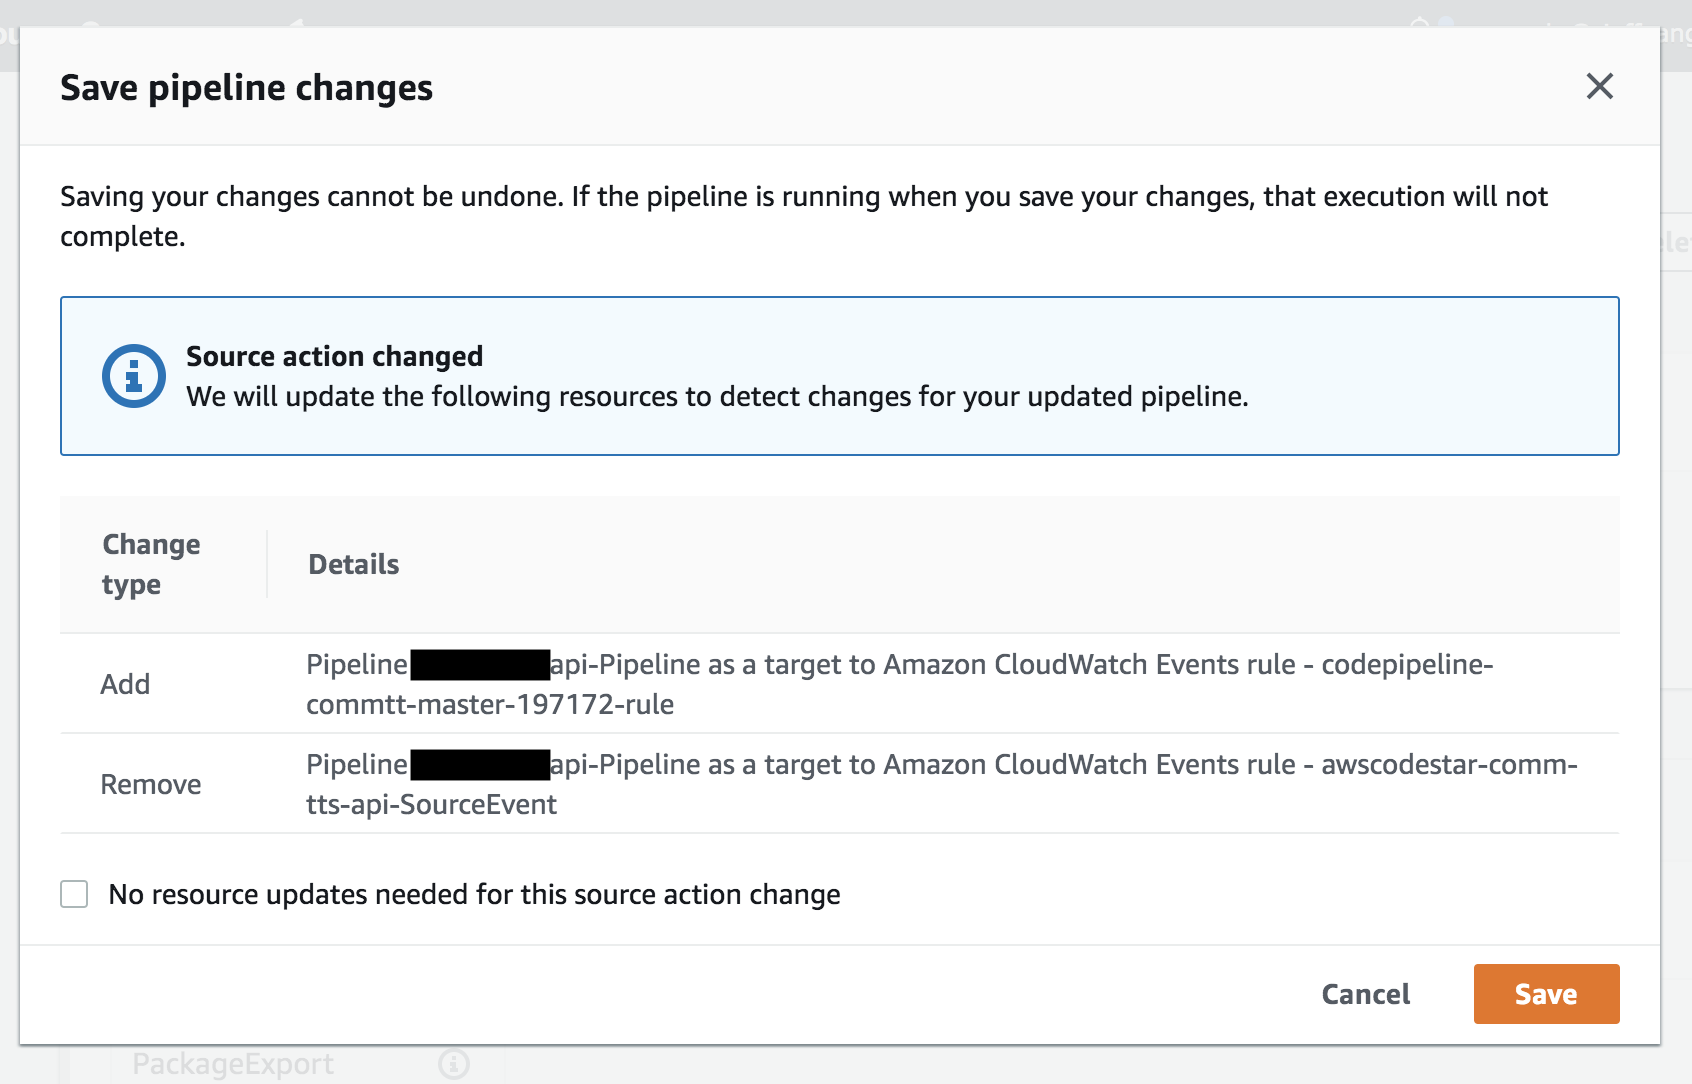 Save pipeline changes
Saving your changes cannot be undone. If the pipeline is running when you save your changes, that execution will not
complete.
Source action changed
We will update the following resources to detect changes for your updated pipeline.
Change
type
Details
Add
Pipeline api-Pipeline as a target to Amazon CloudWatch Events rule - codepipeline-
commtt-master-197172-rule
Remove
Pipeline api-Pipeline as a target to Amazon CloudWatch Events rule - awscodestar-comm-
tts-api-SourceEvent
No resource updates needed for this source action change
Cancel
Save
PackageExport